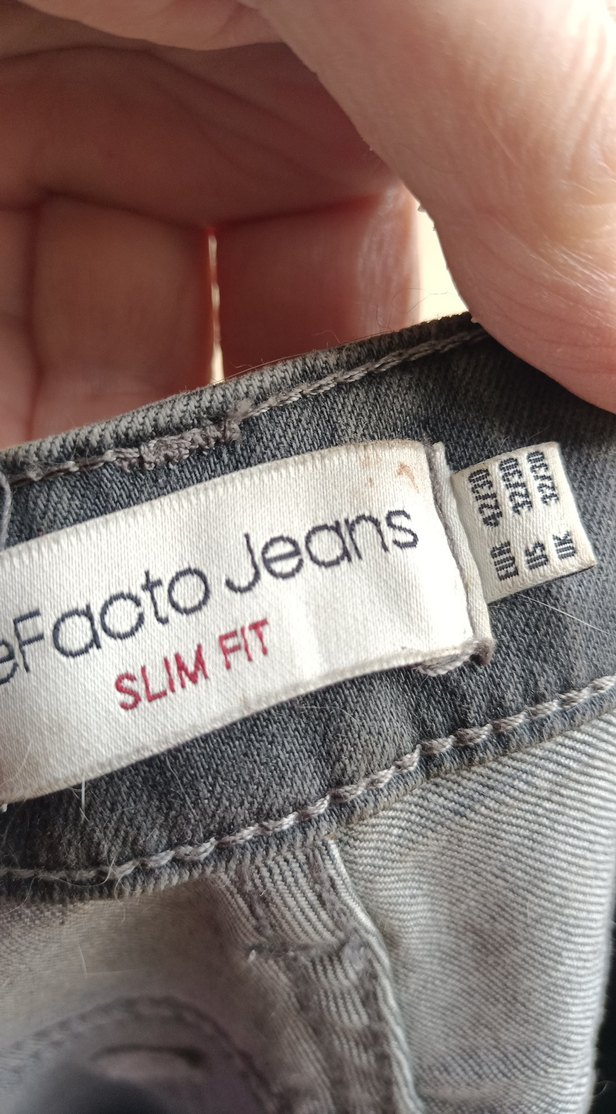 eFacto Jeans
SLIM FIT
EUR 42/30
US 32/30
UK 32/30